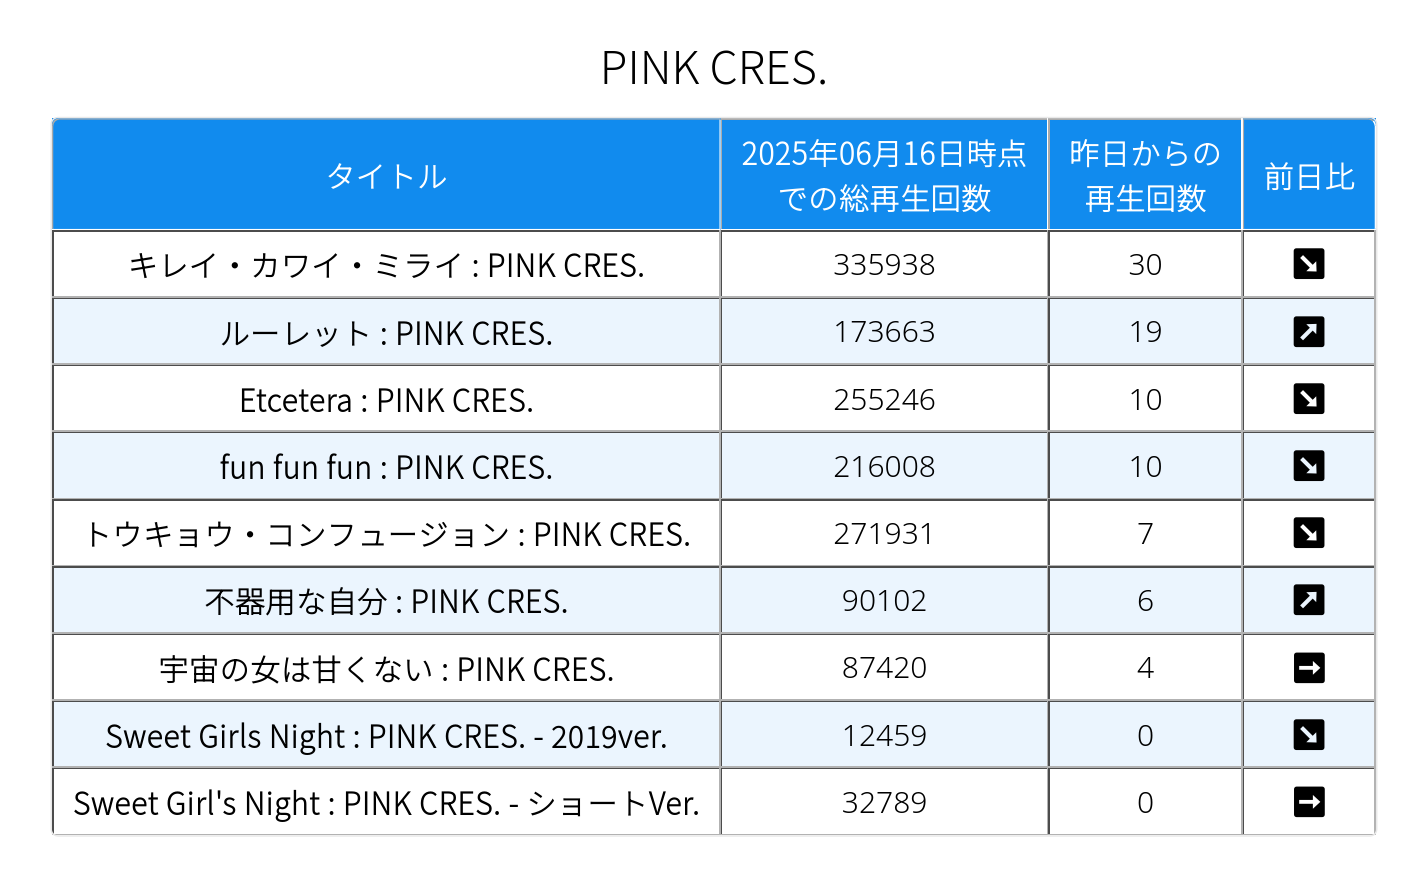 PINK CRES.
タイトル
2025年06月16日時点
での総再生回数
昨日からの
再生回数
前日比
キレイ・カワイ・ミライ : PINK CRES. 335938 30 ↘
ルーレット : PINK CRES. 173663 19 ↗
Etcetera : PINK CRES. 255246 10 ↘
fun fun fun : PINK CRES. 216008 10 ↘
トウキョウ・コンフュージョン : PINK CRES. 271931 7 ↘
不器用な自分 : PINK CRES. 90102 6 ↗
宇宙の女は甘くない : PINK CRES. 87420 4 →
Sweet Girls Night : PINK CRES. - 2019ver. 12459 0 ↘
Sweet Girl's Night : PINK CRES. - ショートVer. 32789 0 →